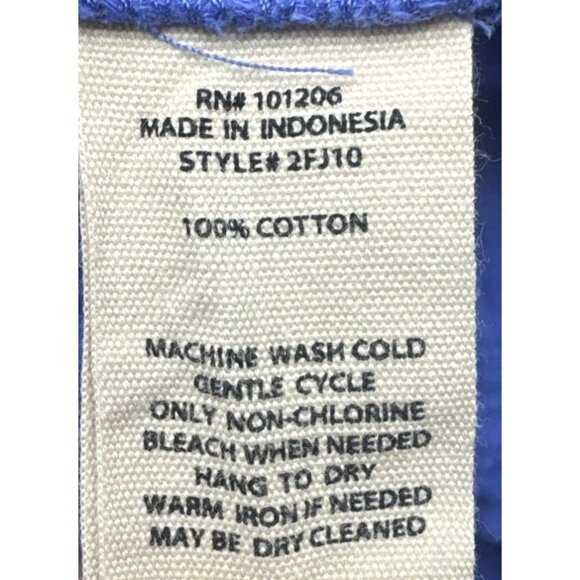 RN# 101206
MADE IN INDONESIA
STYLE# 2FJ10
100% COTTON
MACHINE WASH COLD
GENTLE CYCLE
ONLY NON-CHLORINE
BLEACH WHEN NEEDED
HANG TO DRY
WARM IRON IF NEEDED
MAY BE DRY CLEANED